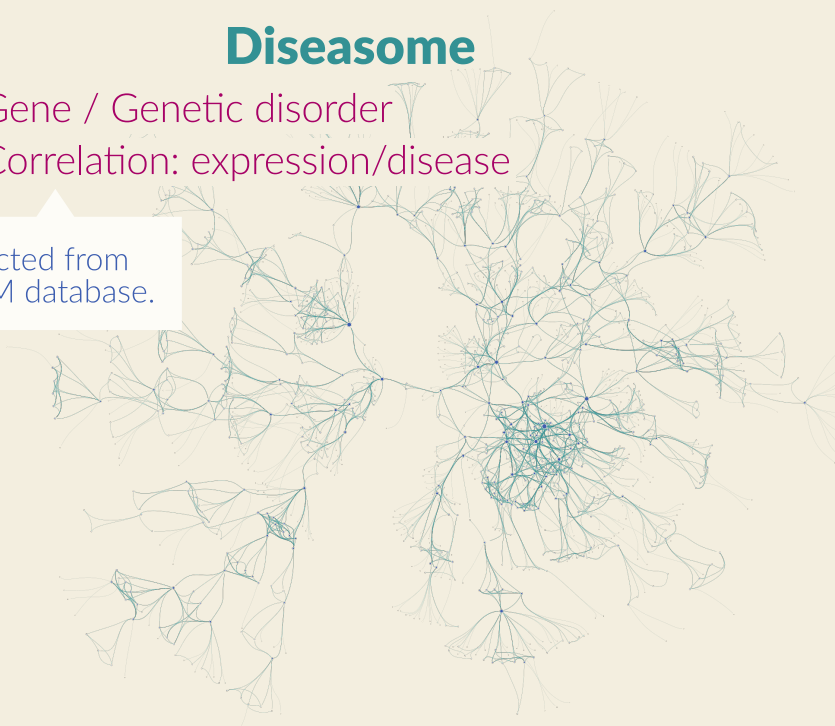 Diseasome
Gene / Genetic disorder
Correlation: expression/disease
cted from
M database.